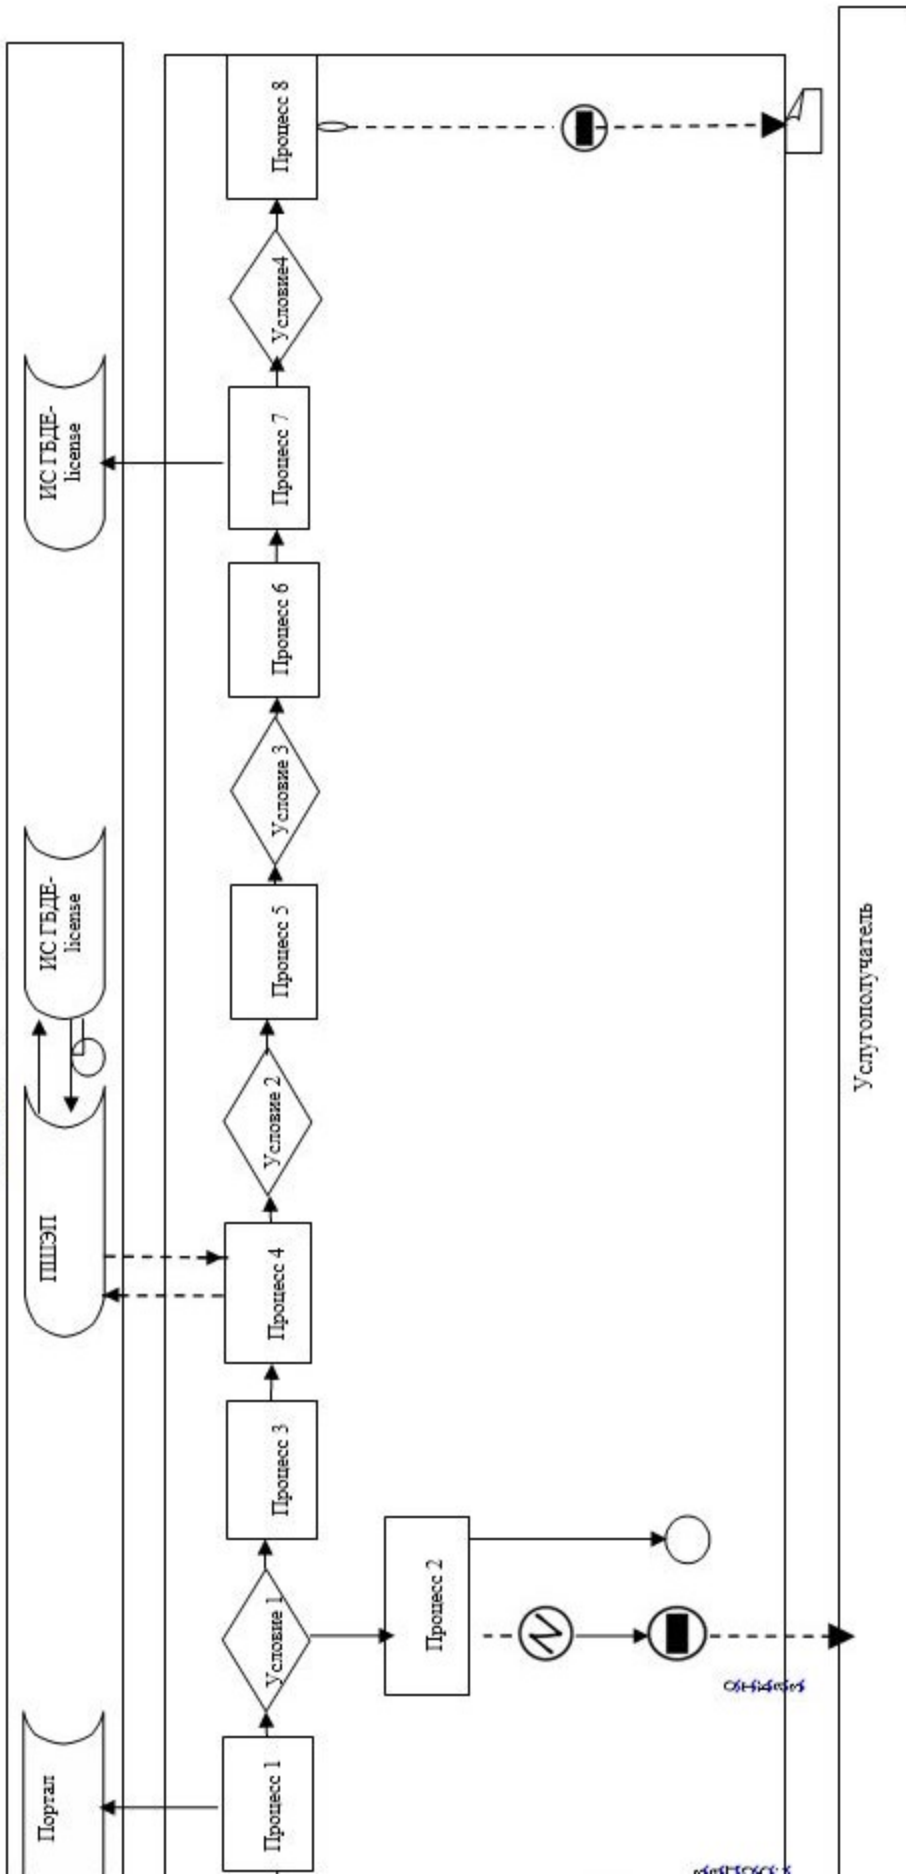 Портал
ШЛЭП
ИС ГБДЕ-
license
ИС ГБДЕ-
license
Процесс 1
Условие 1
Процесс 3
Процесс 4
Условие 2
Процесс 5
Условие 3
Процесс 6
Процесс 7
Условие4
Процесс 8
Процесс 2
Услугополучатель